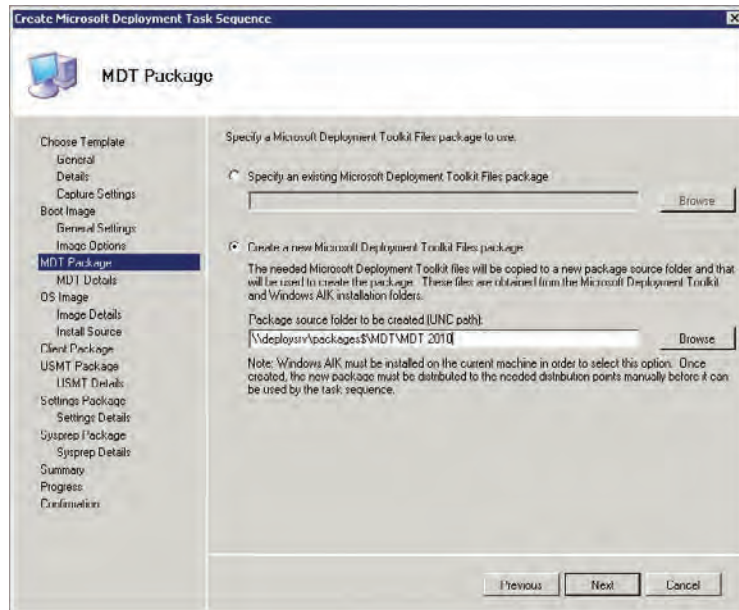 Create Microsoft Deployment Task Sequence
MDT Package
Choose Template
General
Details
Capture Settings
Boot Image
General Settings
Image Options
MDT Package
MDT Details
OS Image
Image Details
Install Source
Client Package
USMT Package
USMT Details
Settings Package
Settings Details
Sysprep Package
Sysprep Details
Summary
Progress
Confirmation
Specify a Microsoft Deployment Toolkit Files package to use.
Specify an existing Microsoft Deployment Toolkit Files package
Browse
Create a new Microsoft Deployment Toolkit Files package
The needed Microsoft Deployment Toolkit files will be copied to a new package source folder and that
will be used to create the package. These files are obtained from the Microsoft Deployment Toolkit
and Windows AIK installation folders.
Package source folder to be created (UNC path):
\\deploysrv\packages$\MDT\MDT 2010
Browse
Note: Windows AIK must be installed on the current machine in order to select this option. Once
created, the new package must be distributed to the needed distribution points manually before it can
be used by the task sequence.
Previous
Next
Cancel